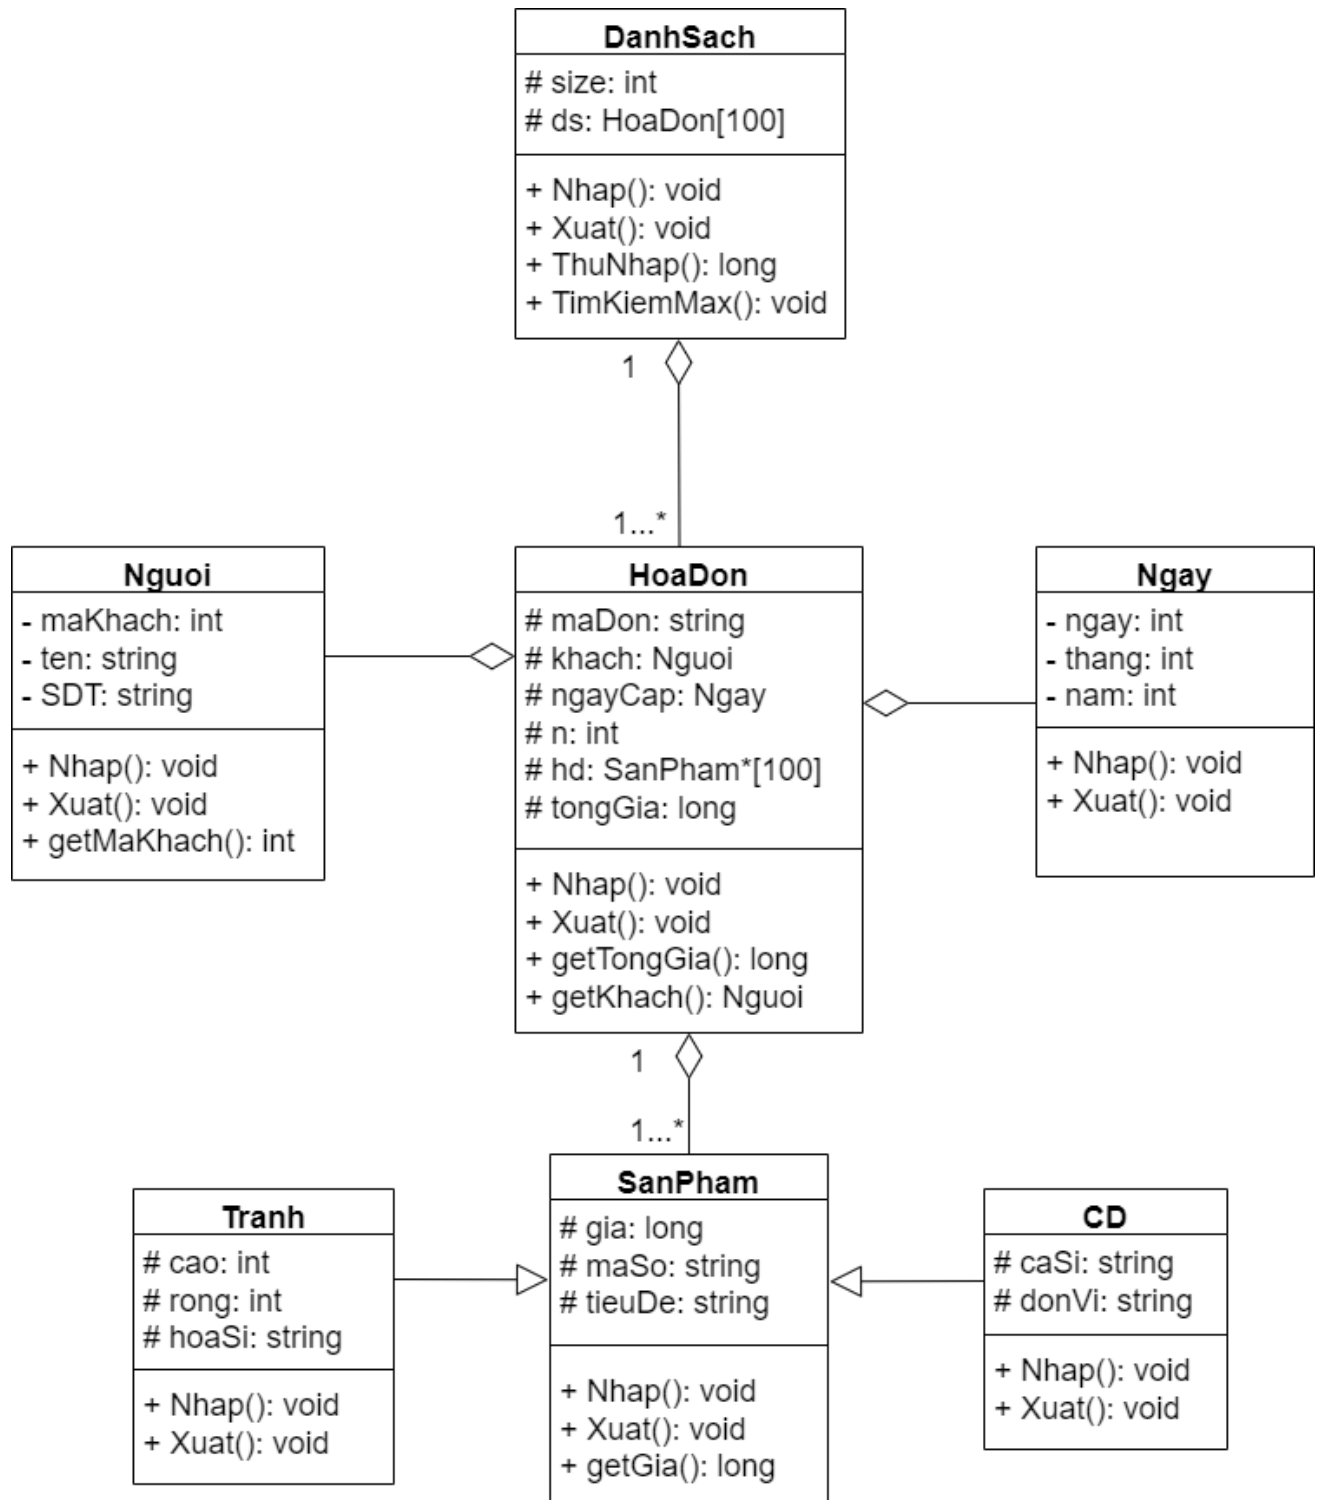 DanhSach
# size: int
# ds: HoaDon[100]
+ Nhap(): void
+ Xuat(): void
+ ThuNhap(): long
+ TimKiemMax(): void
1
1...*
Nguoi
- maKhach: int
- ten: string
- SDT: string
+ Nhap(): void
+ Xuat(): void
+ getMaKhach(): int
HoaDon
# maDon: string
# khach: Nguoi
# ngayCap: Ngay
# n: int
# hd: SanPham*[100]
# tongGia: long
+ Nhap(): void
+ Xuat(): void
+ getTongGia(): long
+ getKhach(): Nguoi
Ngay
- ngay: int
- thang: int
- nam: int
+ Nhap(): void
+ Xuat(): void
1
1...*
Tranh
# cao: int
# rong: int
# hoaSi: string
+ Nhap(): void
+ Xuat(): void
SanPham
# gia: long
# maSo: string
# tieuDe: string
+ Nhap(): void
+ Xuat(): void
+ getGia(): long
CD
# caSi: string
# donVi: string
+ Nhap(): void
+ Xuat(): void